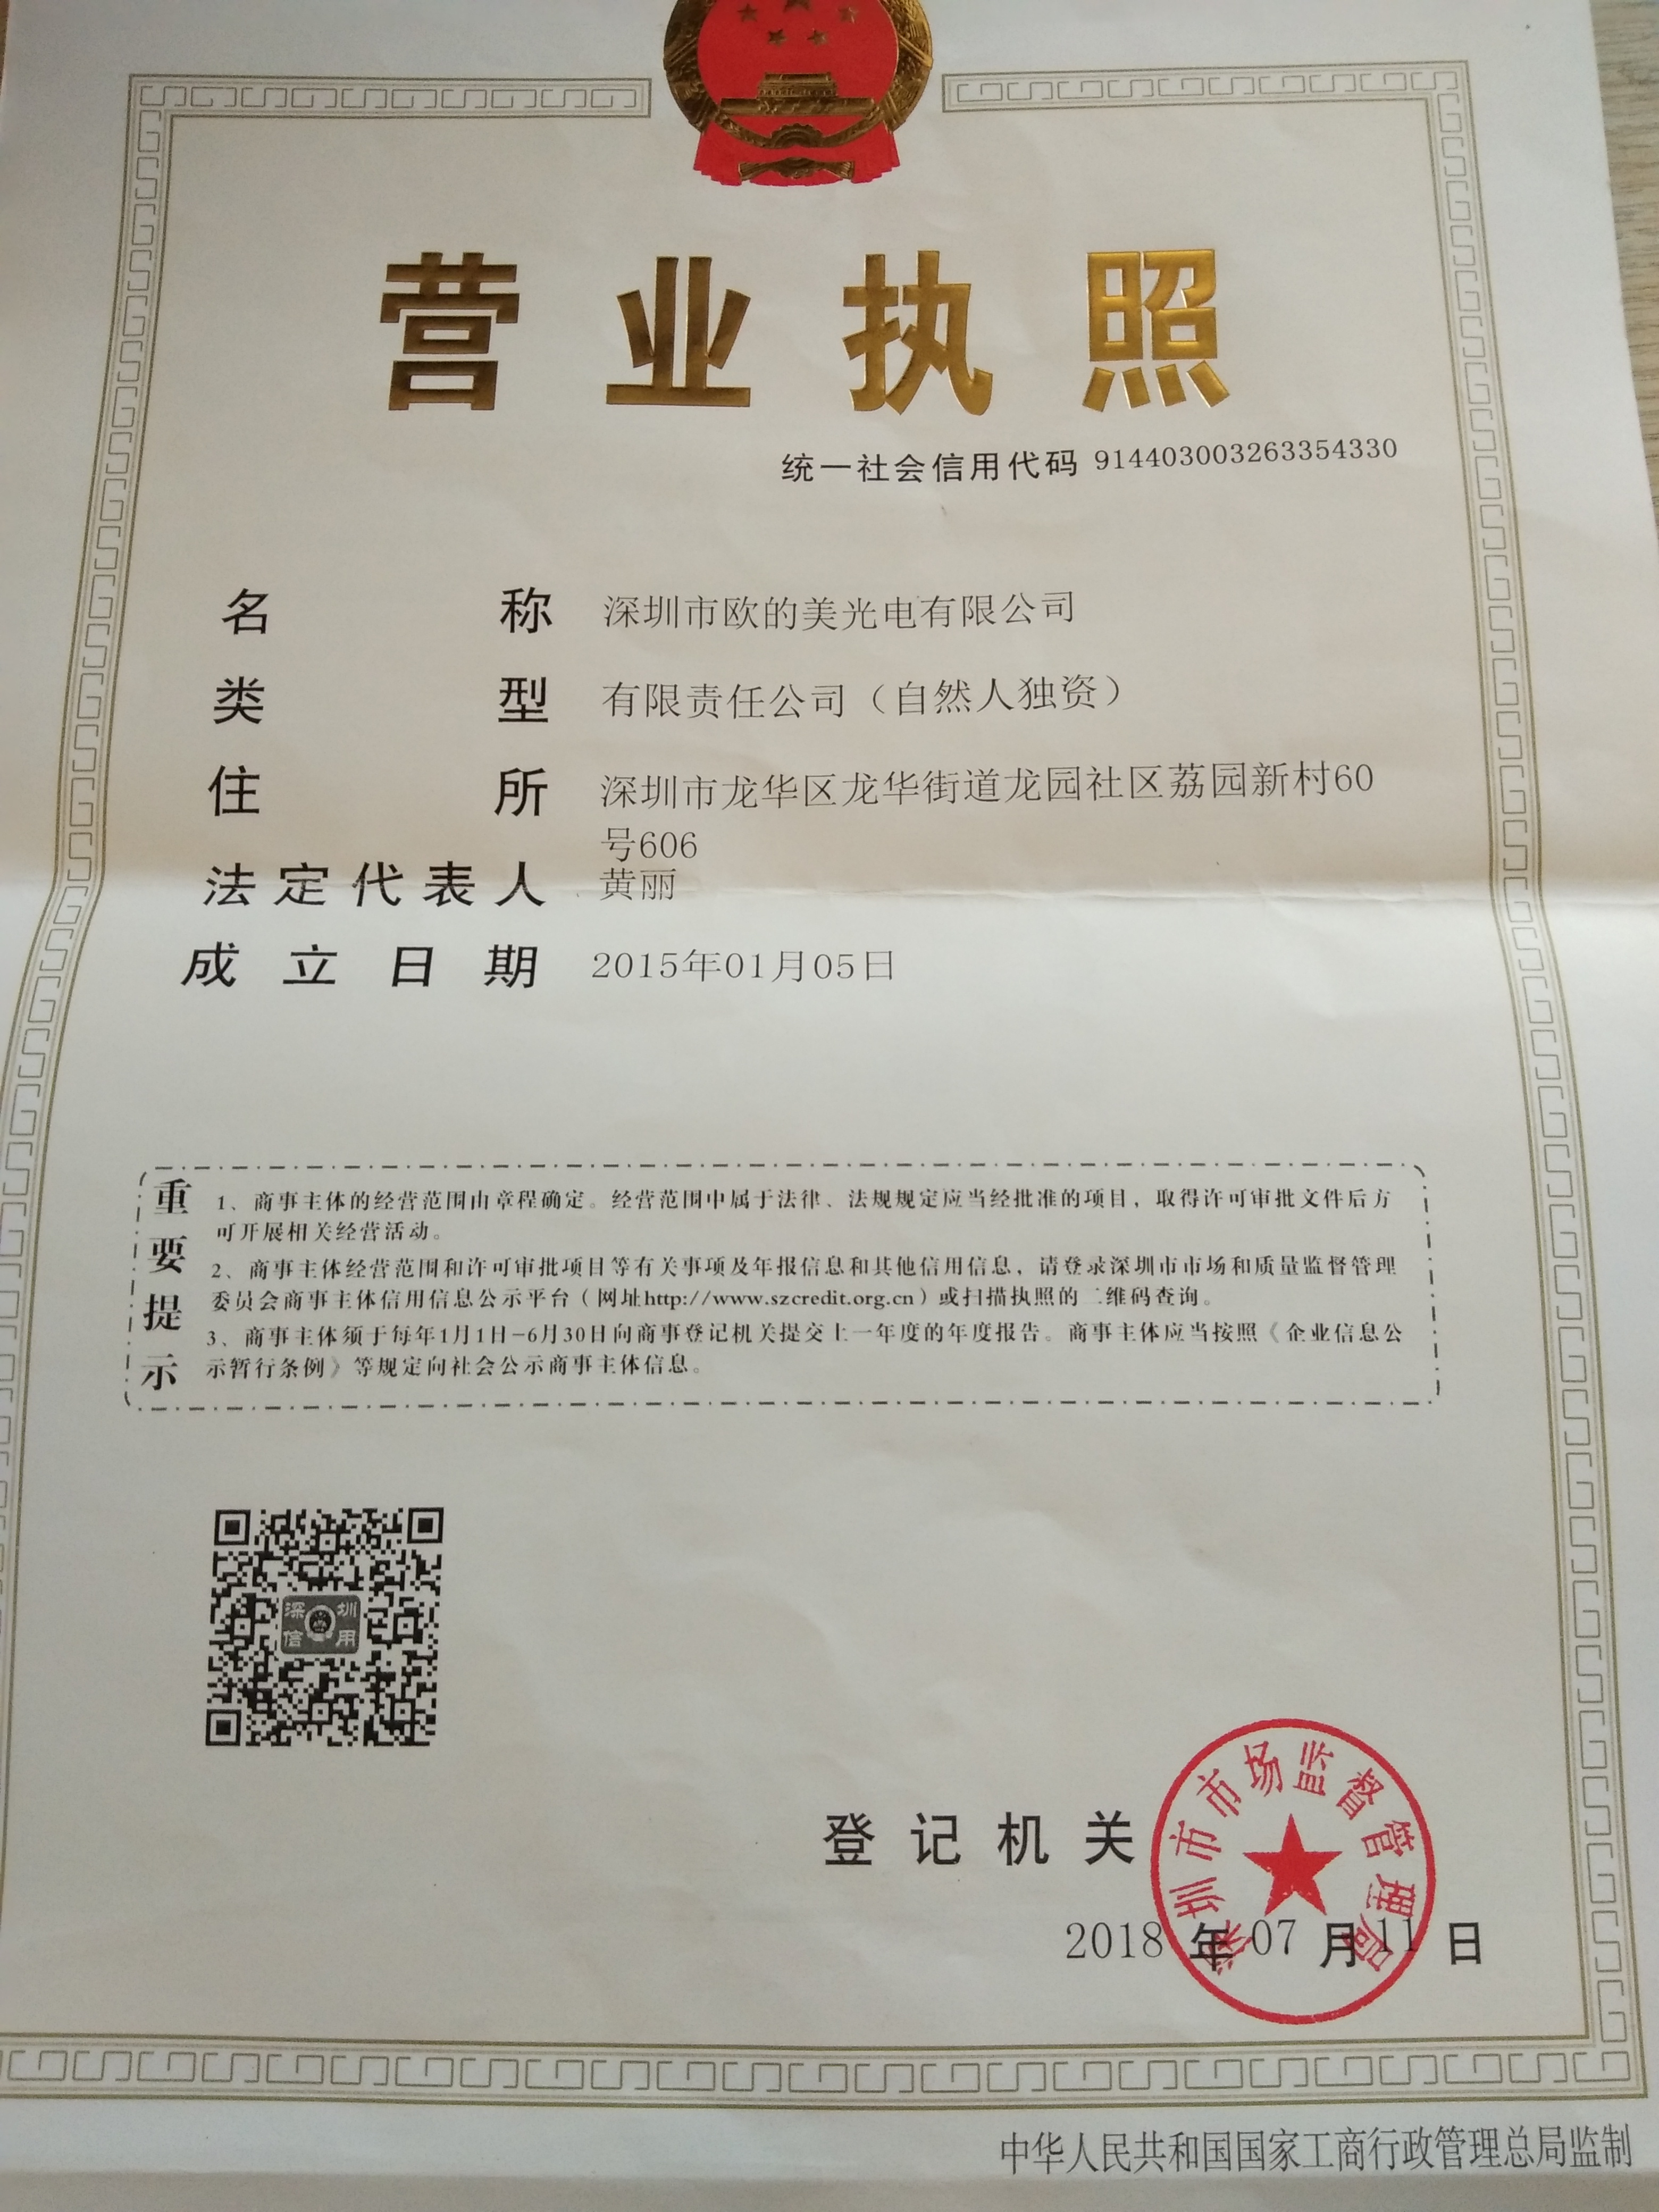 营业执照
统一社会信用代码 914403003263354330
名称 深圳市欧的美光电有限公司
类型 有限责任公司（自然人独资）
住所 深圳市龙华区龙华街道龙园社区荔园新村60
号606
法定代表人 黄丽
成立日期 2015年01月05日
重要提示
1、商事主体的经营范围由章程确定。经营范围中属于法律、法规规定应当经批准的项目，取得许可审批文件后方
可开展相关经营活动。
2、商事主体经营范围和许可审批项目等有关事项及年报信息和其他信用信息，请登录深圳市市场和质量监督管理
委员会商事主体信用信息公示平台（网址http://www.szcredit.org.cn）或扫描执照的二维码查询。
3、商事主体须于每年1月1日-6月30日向商事登记机关提交上一年度的年度报告。商事主体应当按照《企业信息公
示暂行条例》等规定向社会公示商事主体信息。
深圳
信用
登记机关
深圳市市场监督管理局
2018年07月11日
中华人民共和国国家工商行政管理总局监制